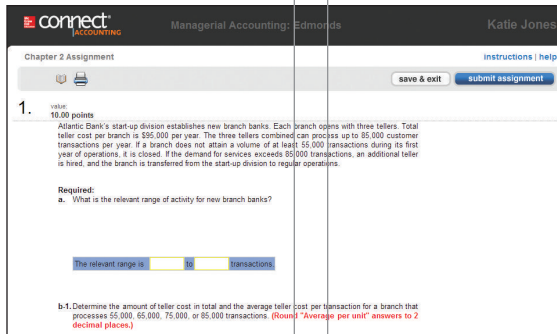 connect
ACCOUNTING
Managerial Accounting: Edmonds
Katie Jones
Chapter 2 Assignment
instructions | help
save & exit
submit assignment
1.
value:
10.00 points
Atlantic Bank's start-up division establishes new branch banks. Each branch opens with three tellers. Total
teller cost per branch is $95,000 per year. The three tellers combined can process up to 85,000 customer
transactions per year. If a branch does not attain a volume of at least 55,000 transactions during its first
year of operations, it is closed. If the demand for services exceeds 85,000 transactions, an additional teller
is hired, and the branch is transferred from the start-up division to regular operations.
Required:
a. What is the relevant range of activity for new branch banks?
The relevant range is to transactions.
b-1. Determine the amount of teller cost in total and the average teller cost per transaction for a branch that
processes 55,000, 65,000, 75,000, or 85,000 transactions. (Round "Average per unit" answers to 2
decimal places.)